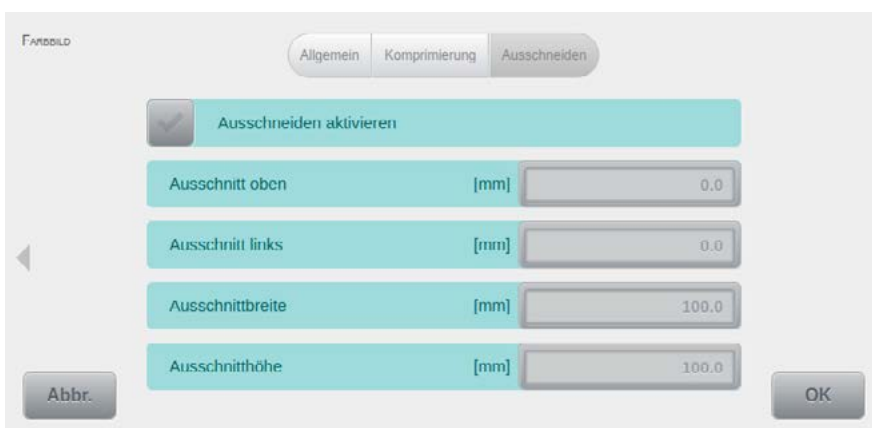 Farbbild
Allgemein Komprimierung Ausschneiden
Ausschneiden aktivieren
Ausschnitt oben [mm] 0.0
Ausschnitt links [mm] 0.0
Ausschnittbreite [mm] 100.0
Ausschnitthöhe [mm] 100.0
Abbr. OK